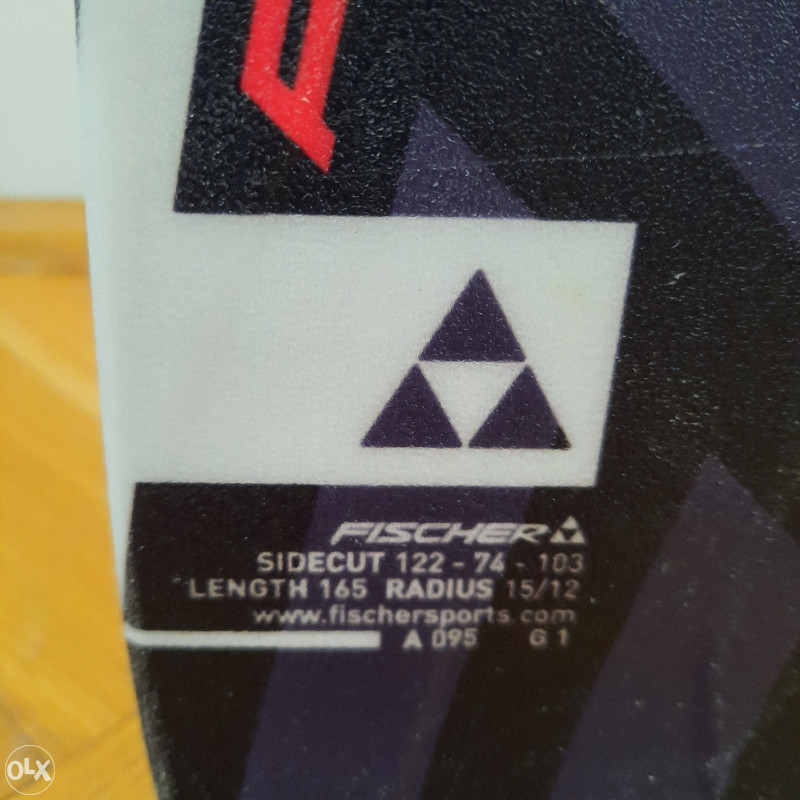 FISCHER
SIDECUT 122 - 74 - 103
LENGTH 165 RADIUS 15/12
www.fischersports.com
A 095 G 1
OLX